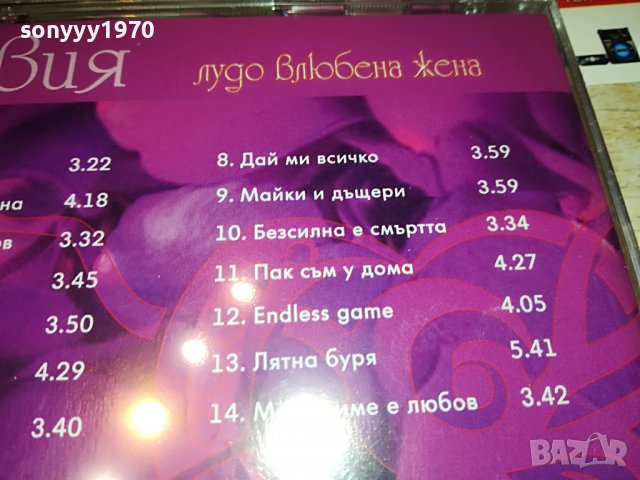 sonyyy1970
вия лудо влюбена жена
3.22
на 4.18
ов 3.32
3.45
3.50
4.29
3.40
8. Дай ми всичко 3.59
9. Майки и дъщери 3.59
10. Безсилна е смъртта 3.34
11. Пак съм у дома 4.27
12. Endless game 4.05
13. Лятна буря 5.41
14. е любов 3.42
BAZAR